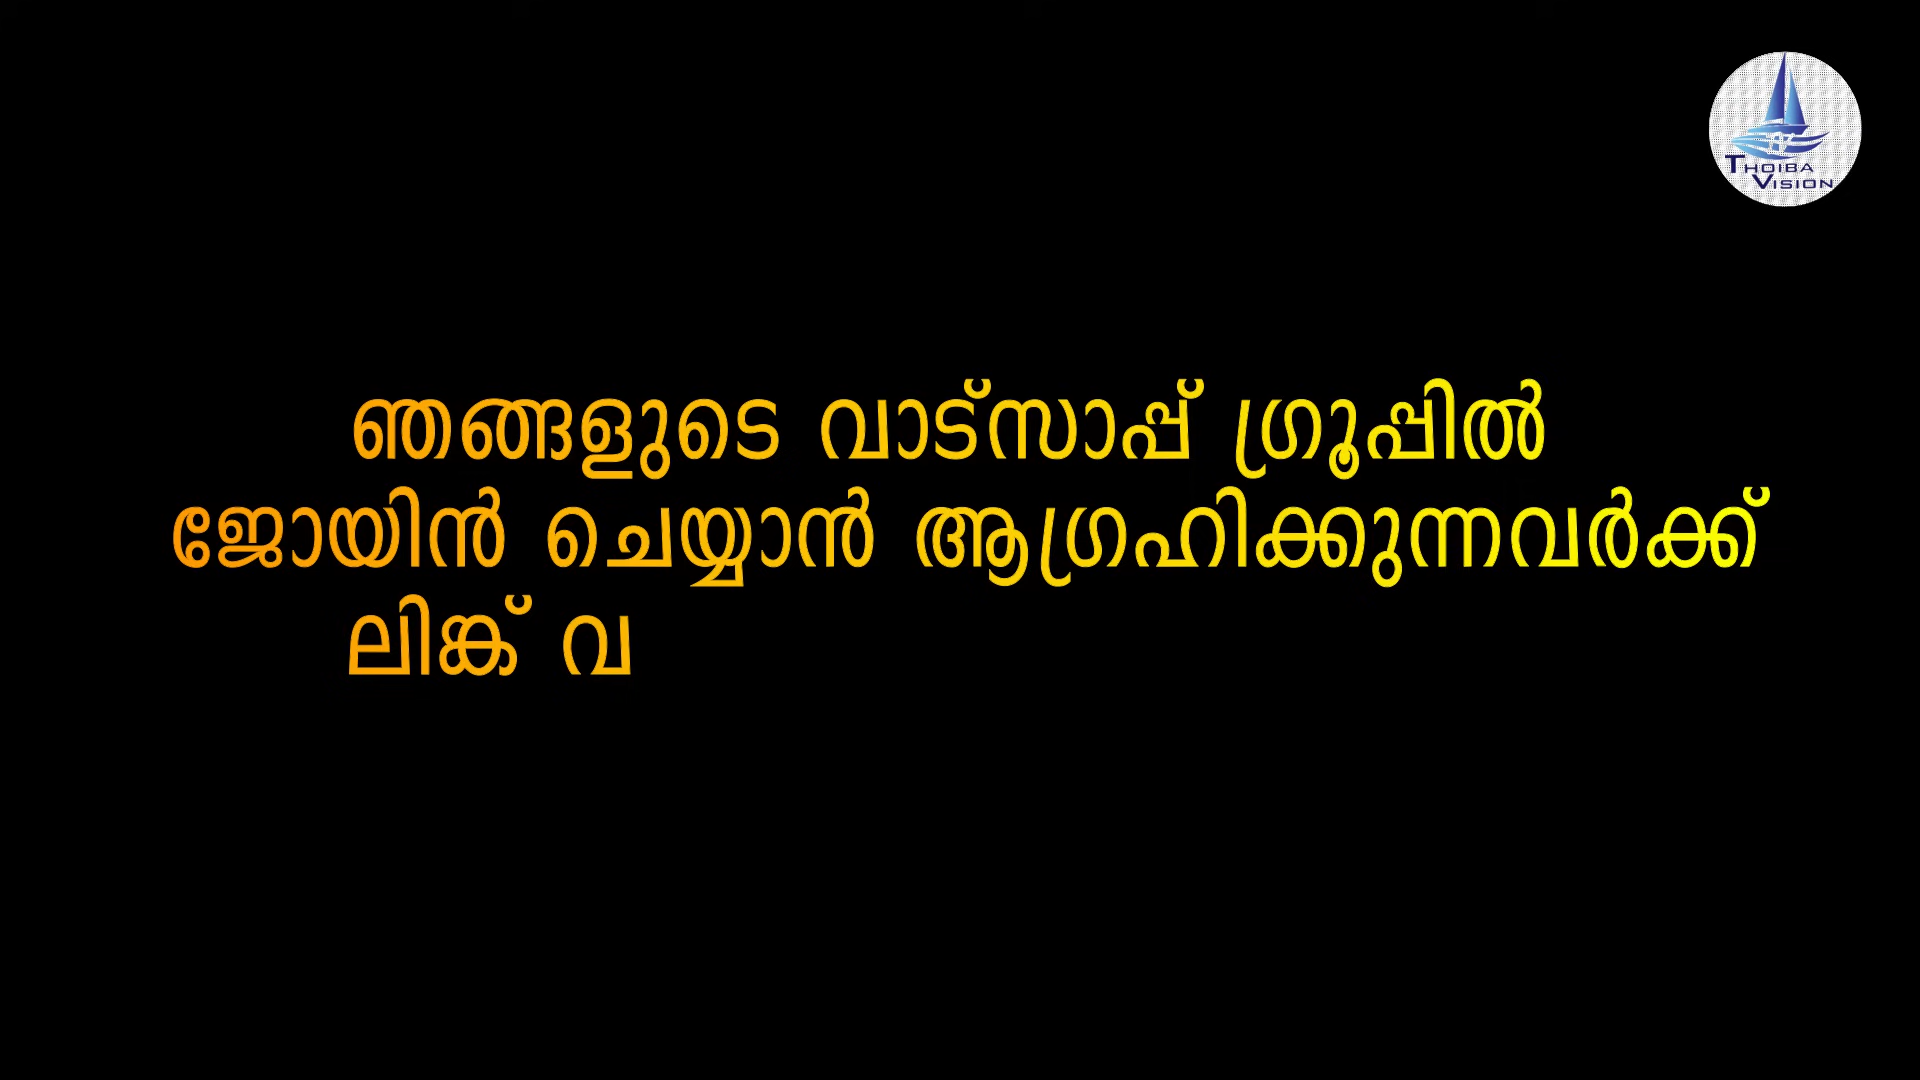 THOIBA
VISION
ഞങ്ങളുടെ വാട്സാപ്പ് ഗ്രൂപ്പിൽ
ജോയിൻ ചെയ്യാൻ ആഗ്രഹിക്കുന്നവർക്ക്
ലിങ്ക് വ